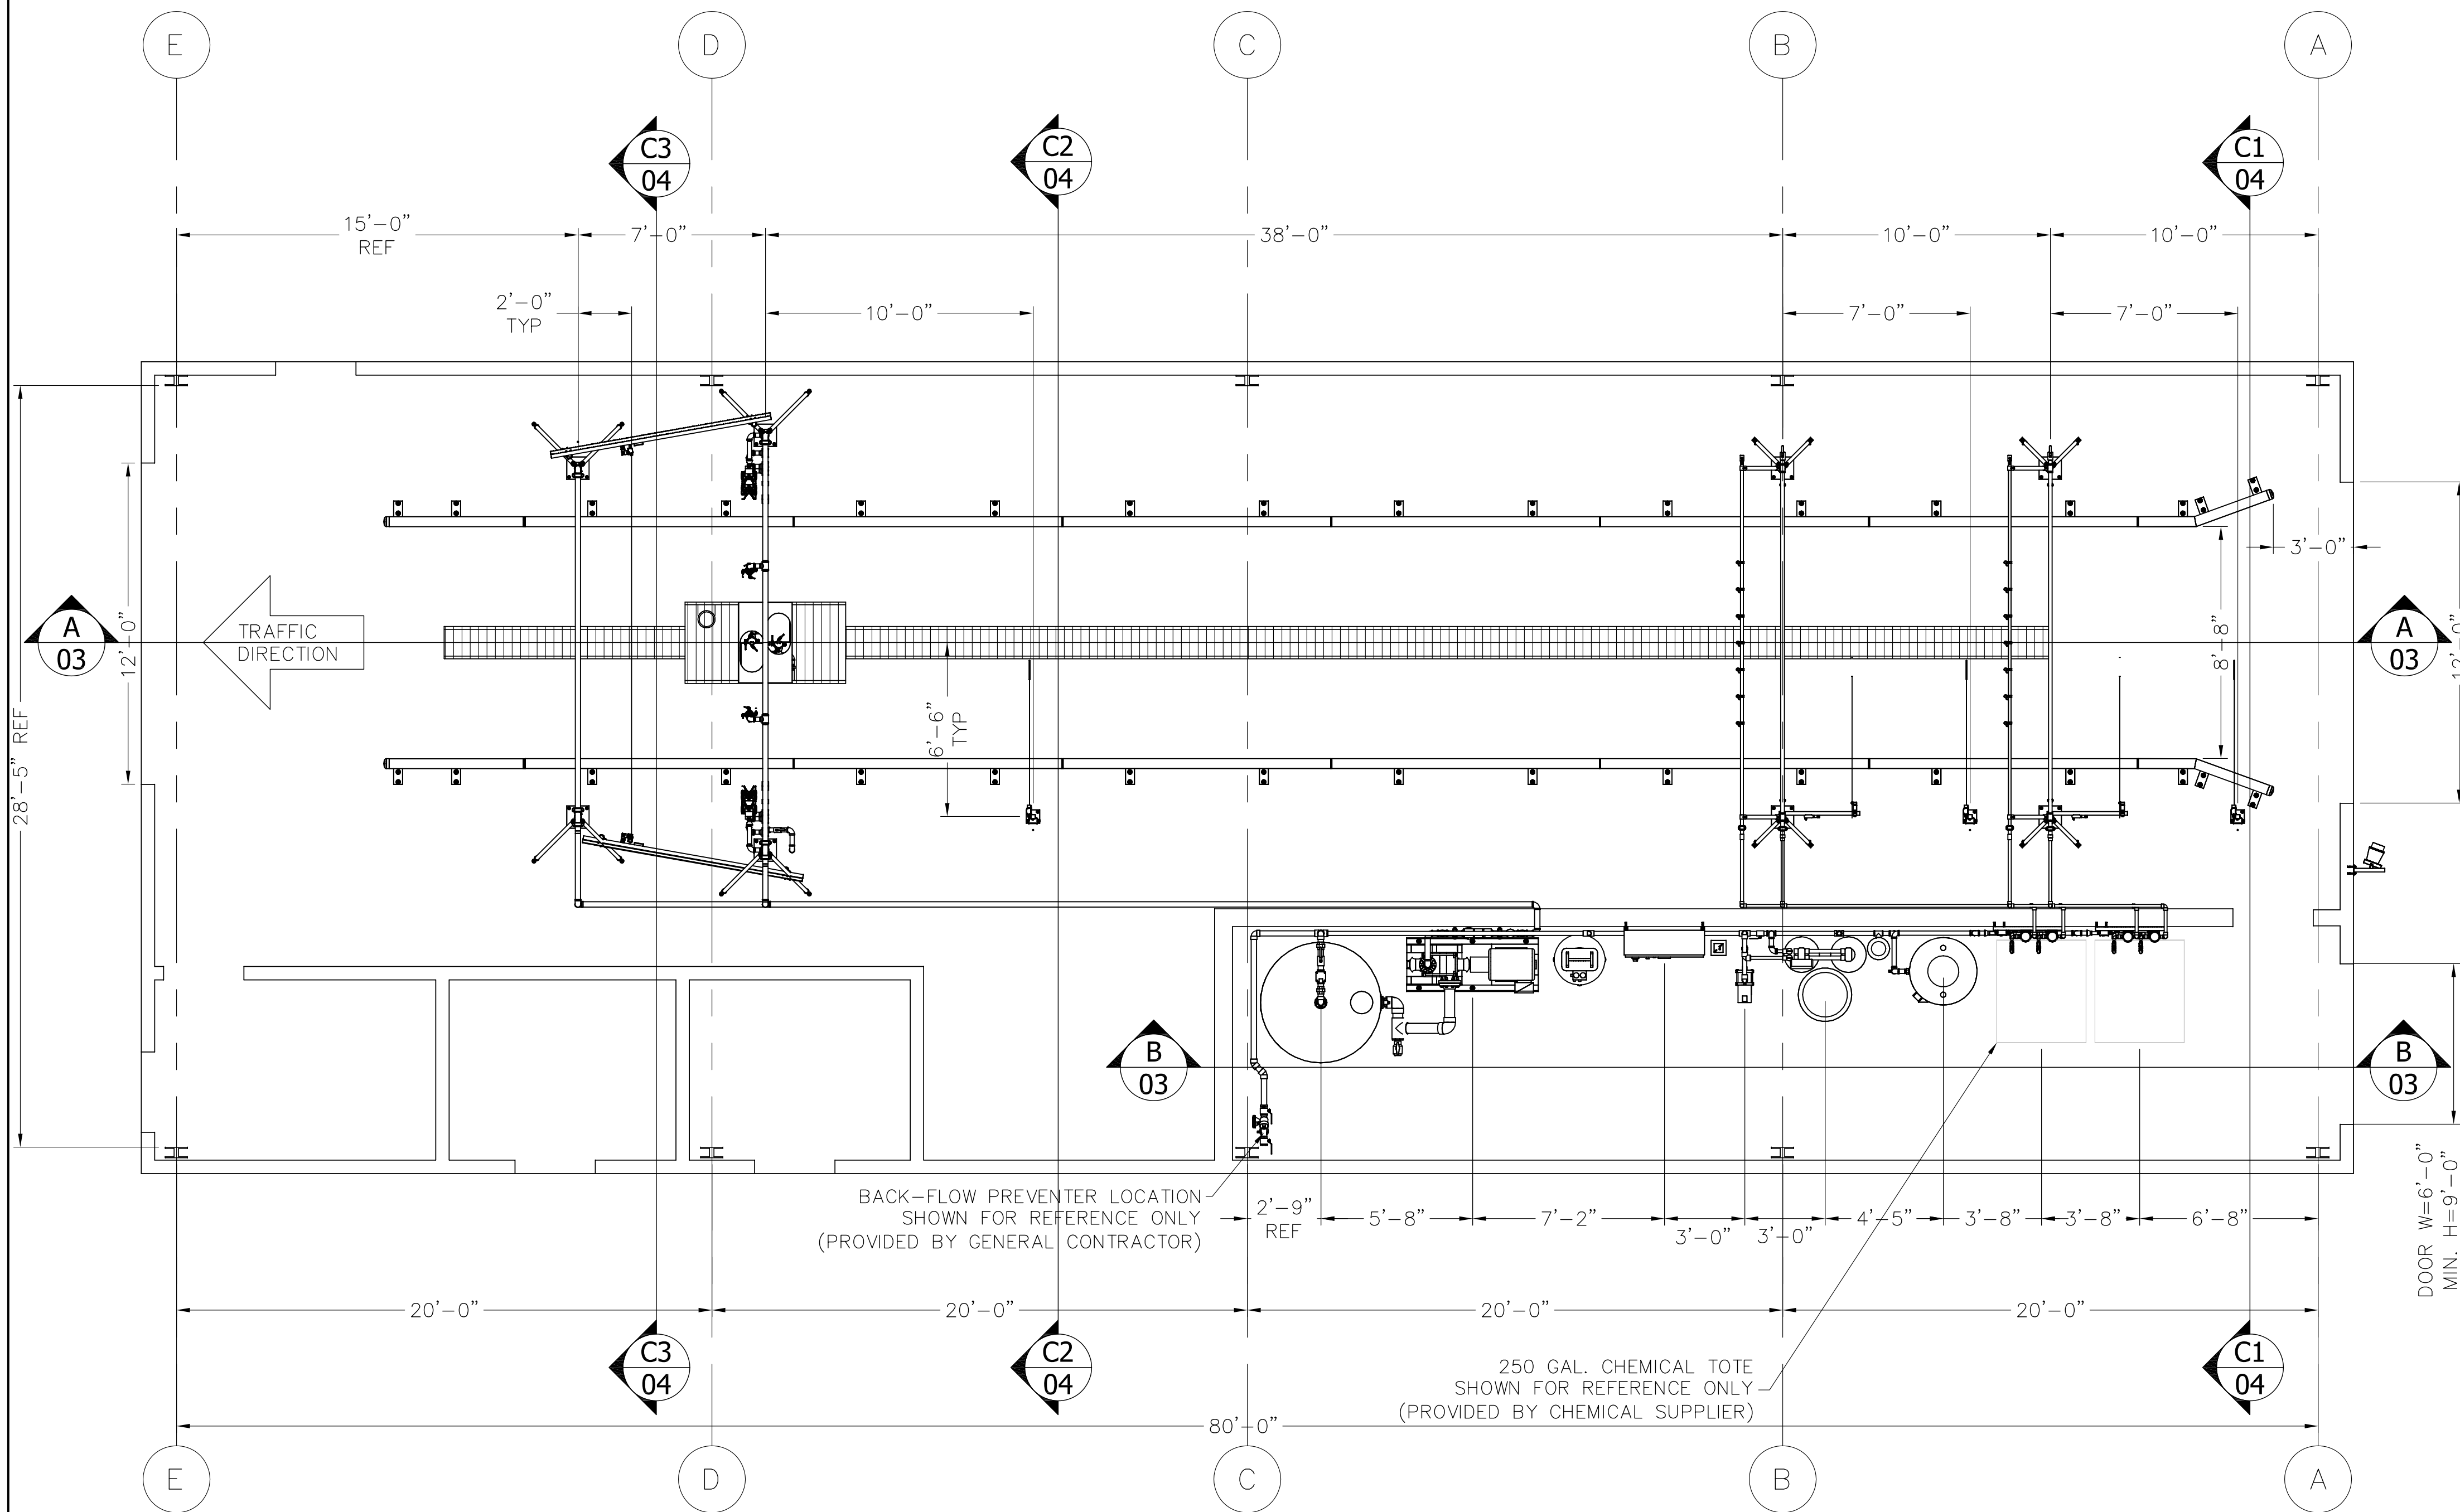 E D C B A
C3
04
C2
04
C1
04
15'-0"
REF
7'-0"
38'-0"
10'-0"
10'-0"
2'-0"
TYP
10'-0"
7'-0"
7'-0"
3'-0"
A
03
12'-0"
TRAFFIC
DIRECTION
28'-5" REF
6'-6"
TYP
8'-8"
A
03
12'-0"
B
03
B
03
BACK-FLOW PREVENTER LOCATION
SHOWN FOR REFERENCE ONLY
(PROVIDED BY GENERAL CONTRACTOR)
2'-9"
REF
5'-8"
7'-2"
3'-0"
3'-0"
4'-5"
3'-8"
3'-8"
6'-8"
DOOR W=6'-0"
MIN. H=9'-0"
20'-0"
20'-0"
20'-0"
20'-0"
C3
04
C2
04
C1
04
250 GAL. CHEMICAL TOTE
SHOWN FOR REFERENCE ONLY
(PROVIDED BY CHEMICAL SUPPLIER)
80'-0"
E D C B A